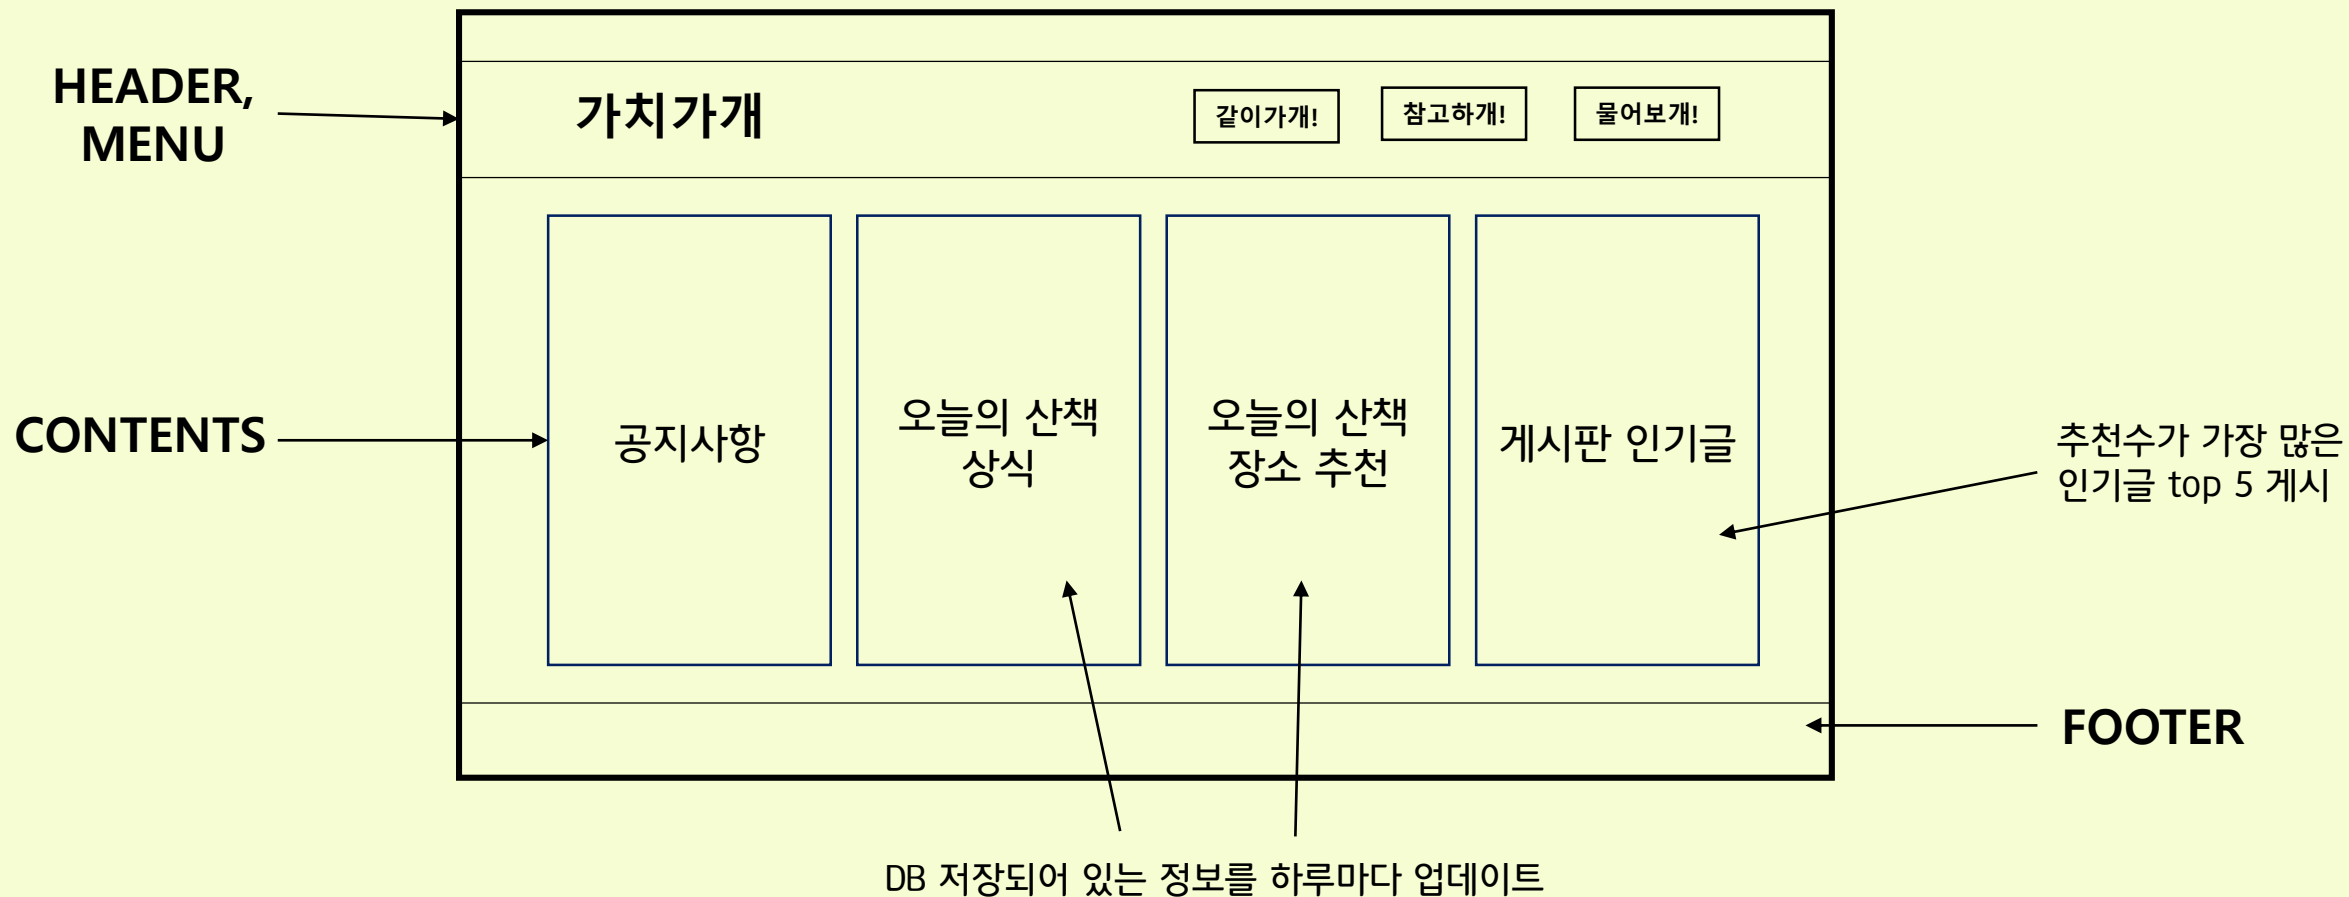 HEADER,
MENU
가치가개
같이가개!
참고하개!
물어보개!
CONTENTS
공지사항
오늘의 산책
상식
오늘의 산책
장소 추천
게시판 인기글
추천수가 가장 많은
인기글 top 5 게시
FOOTER
DB 저장되어 있는 정보를 하루마다 업데이트